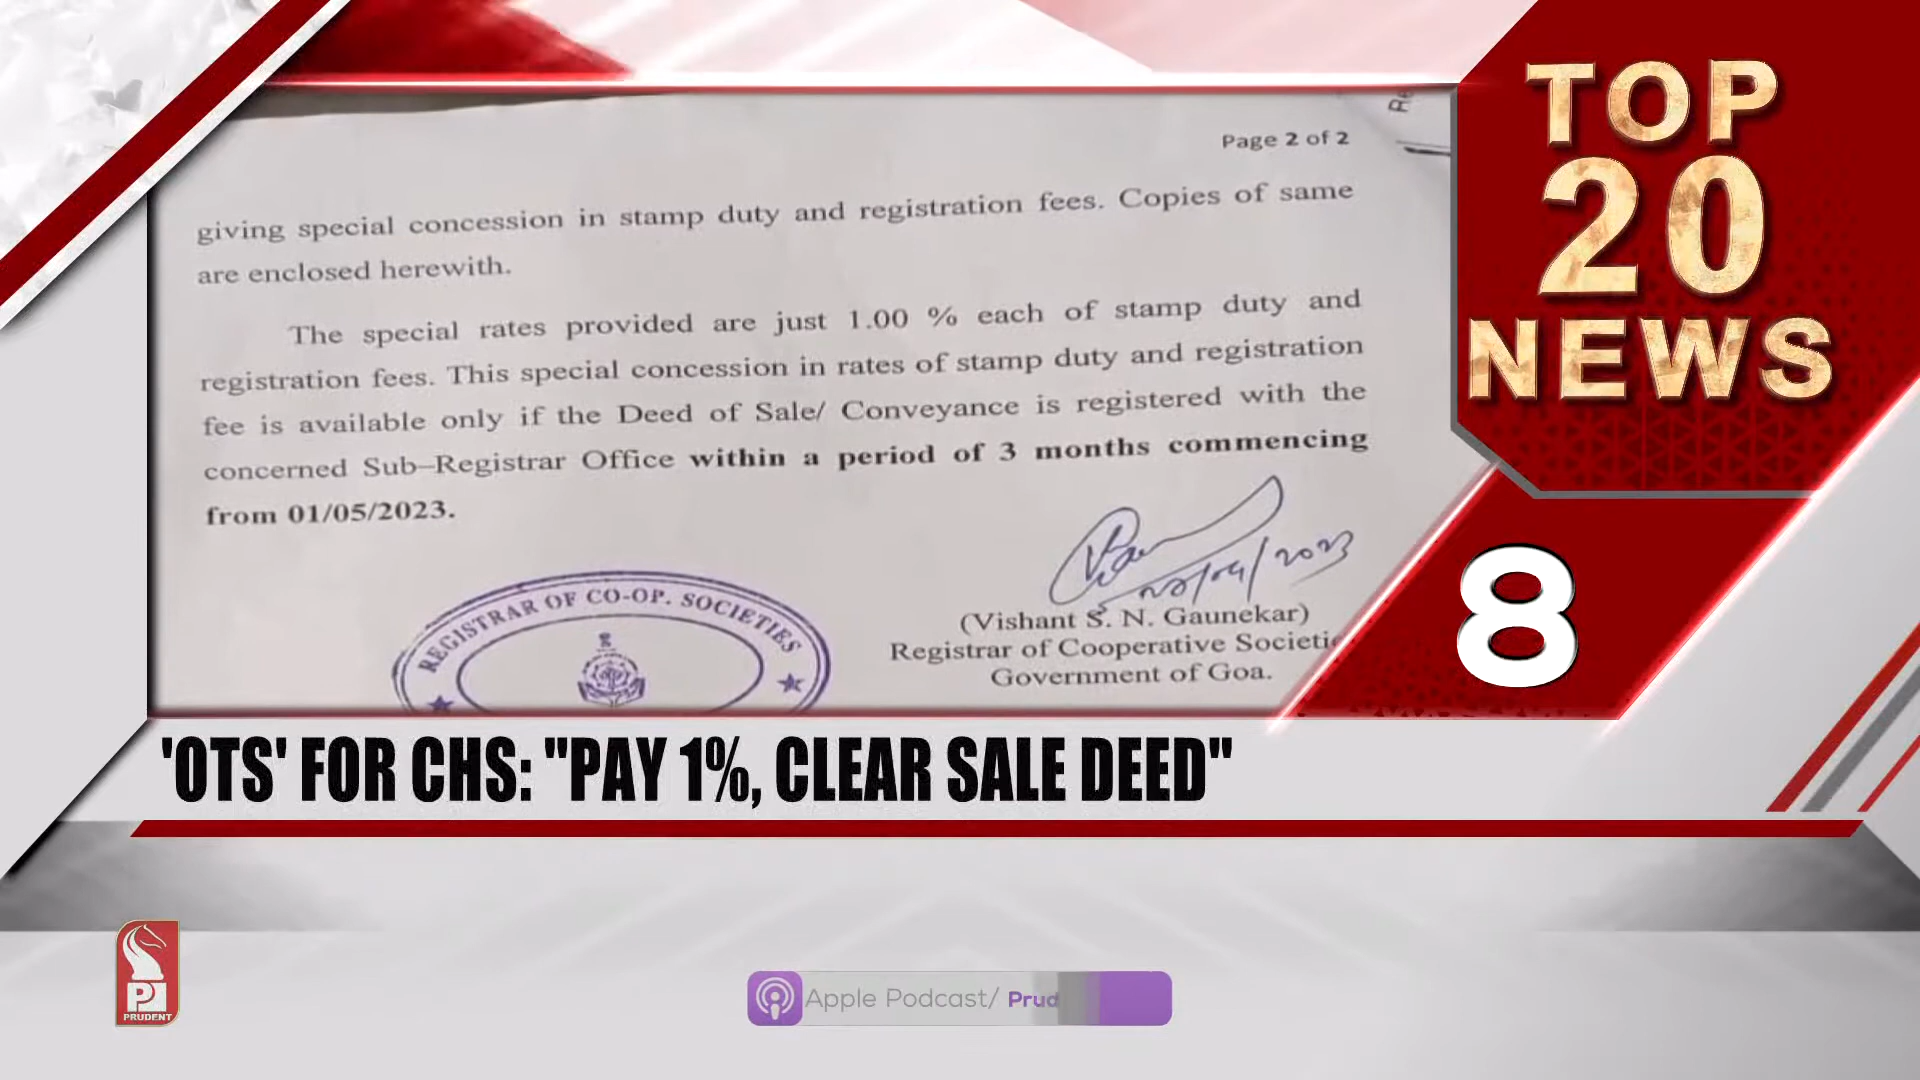 Page 2 of 2
giving special concession in stamp duty and registration fees. Copies of same
are enclosed herewith.
The special rates provided are just 1.00 % each of stamp duty and
registration fees. This special concession in rates of stamp duty and registration
fee is available only if the Deed of Sale/ Conveyance is registered with the
concerned Sub-Registrar Office within a period of 3 months commencing
from 01/05/2023.
REGISTRAR OF CO-OP. SOCIETIES
(Vishant S. N. Gaunekar)
Registrar of Cooperative Societi
Government of Goa.
TOP
20
NEWS
8
'OTS' FOR CHS: "PAY 1%, CLEAR SALE DEED"
PRUDENT
Apple Podcast/ Prud